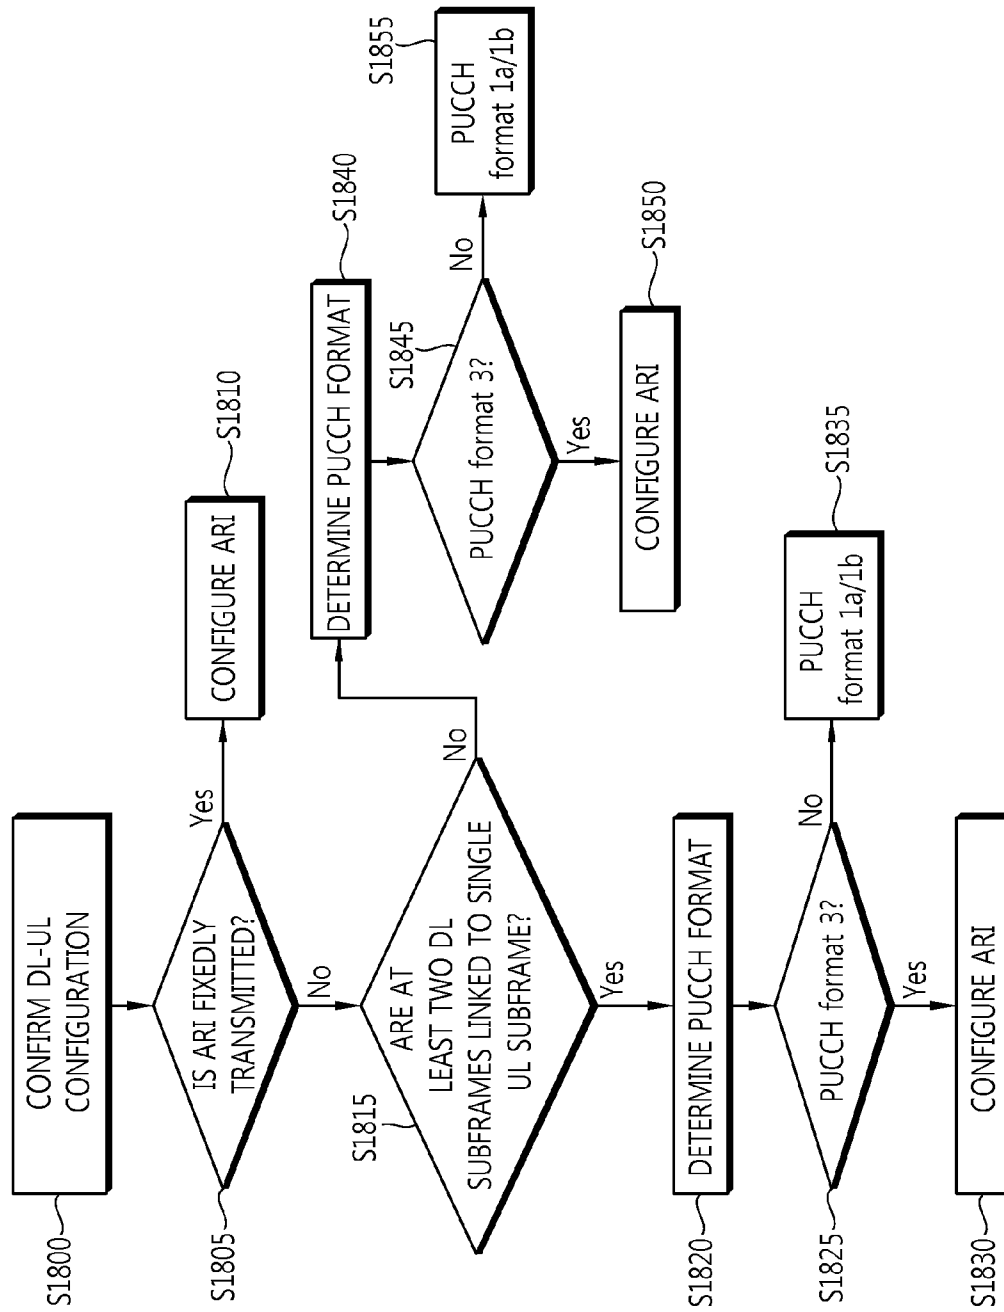 S1800
CONFIRM DL-UL
CONFIGURATION
S1805
IS ARI FIXEDLY
TRANSMITTED?
Yes
CONFIGURE ARI
S1810
No
S1815
ARE AT
LEAST TWO DL
SUBFRAMES LINKED TO SINGLE
UL SUBFRAME?
No
DETERMINE PUCCH FORMAT
S1840
S1845
PUCCH format 3?
No
PUCCH
format 1a/1b
S1855
Yes
CONFIGURE ARI
S1850
Yes
S1820
DETERMINE PUCCH FORMAT
S1825
PUCCH format 3?
No
PUCCH
format 1a/1b
S1835
Yes
S1830
CONFIGURE ARI